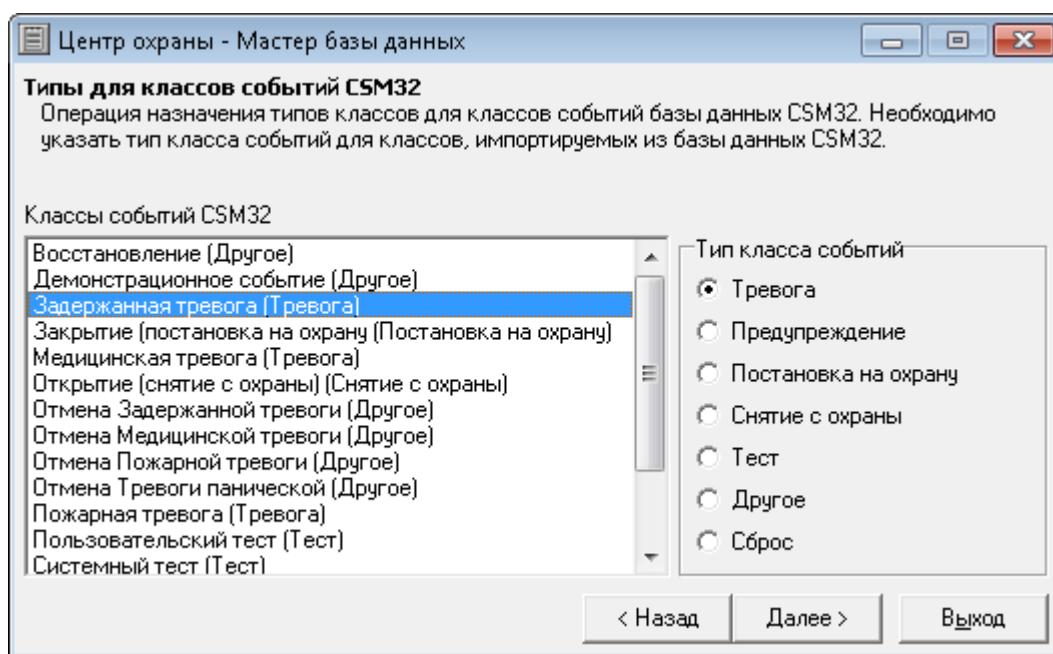 Центр охраны - Мастер базы данных
Типы для классов событий CSM32
Операция назначения типов классов для классов событий базы данных CSM32. Необходимо
указать тип класса событий для классов, импортируемых из базы данных CSM32.
Классы событий CSM32
Восстановление (Другое)
Демонстрационное событие (Другое)
Задержанная тревога (Тревога)
Закрытие (постановка на охрану (Постановка на охрану)
Медицинская тревога (Тревога)
Открытие (снятие с охраны) (Снятие с охраны)
Отмена Задержанной тревоги (Другое)
Отмена Медицинской тревоги (Другое)
Отмена Пожарной тревоги (Другое)
Отмена Тревоги панической (Другое)
Пожарная тревога (Тревога)
Пользовательский тест (Тест)
Системный тест (Тест)
Тип класса событий
Тревога
Предупреждение
Постановка на охрану
Снятие с охраны
Тест
Другое
Сброс
< Назад
Далее >
Выход